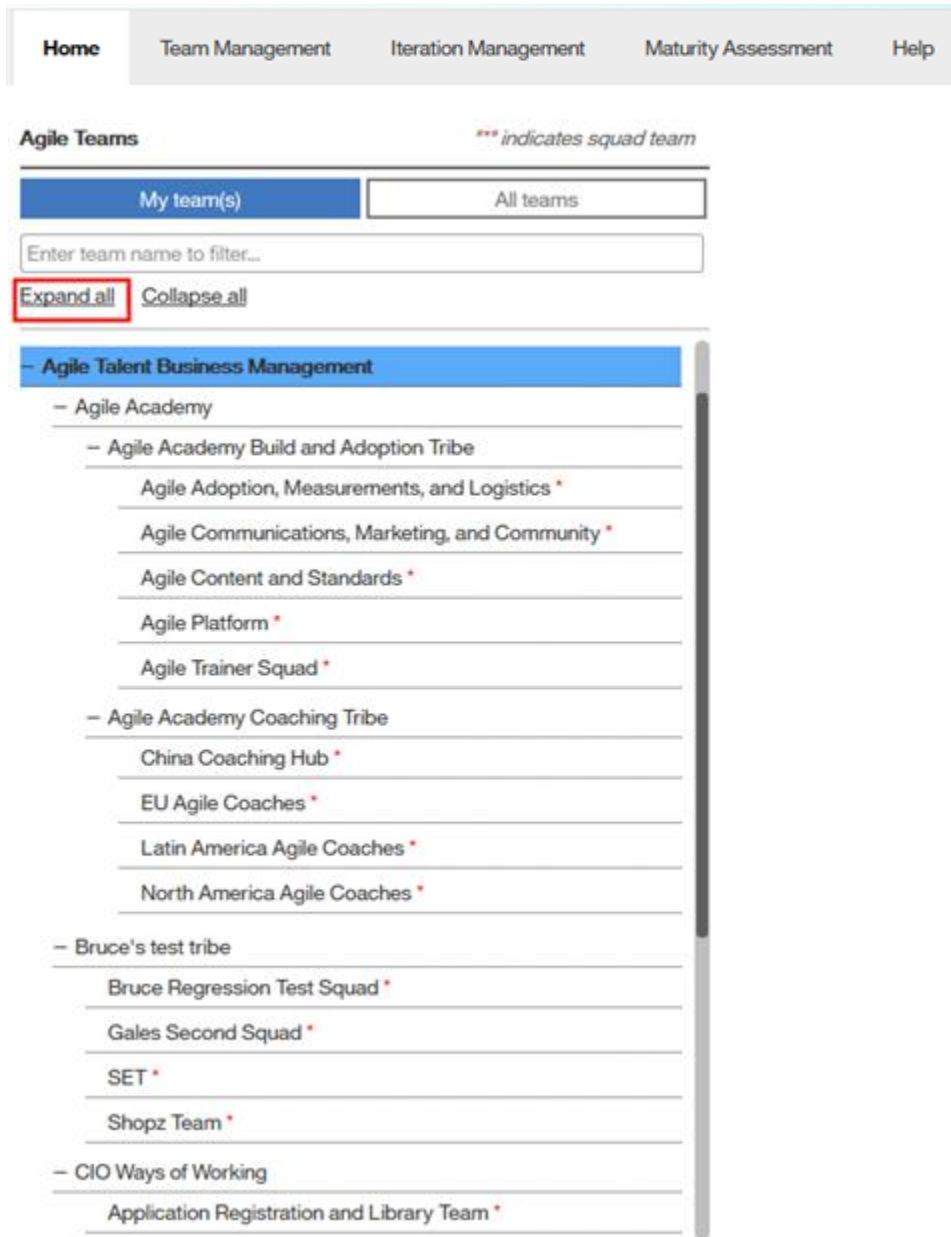 Home Team Management Iteration Management Maturity Assessment Help
Agile Teams "*" indicates squad team
My team(s) All teams
Enter team name to filter...
Expand all Collapse all
– Agile Talent Business Management
– Agile Academy
– Agile Academy Build and Adoption Tribe
Agile Adoption, Measurements, and Logistics *
Agile Communications, Marketing, and Community *
Agile Content and Standards *
Agile Platform *
Agile Trainer Squad *
– Agile Academy Coaching Tribe
China Coaching Hub *
EU Agile Coaches *
Latin America Agile Coaches *
North America Agile Coaches *
– Bruce's test tribe
Bruce Regression Test Squad *
Gales Second Squad *
SET *
Shopz Team *
– CIO Ways of Working
Application Registration and Library Team *